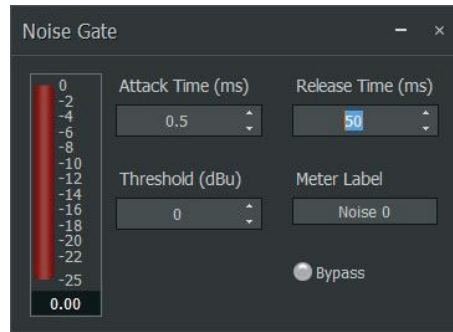 Noise Gate
0
-2
-4
-6
-8
-10
-12
-14
-16
-18
-20
-22
-25
0.00
Attack Time (ms)
0.5
Release Time (ms)
50
Threshold (dBu)
0
Meter Label
Noise 0
Bypass